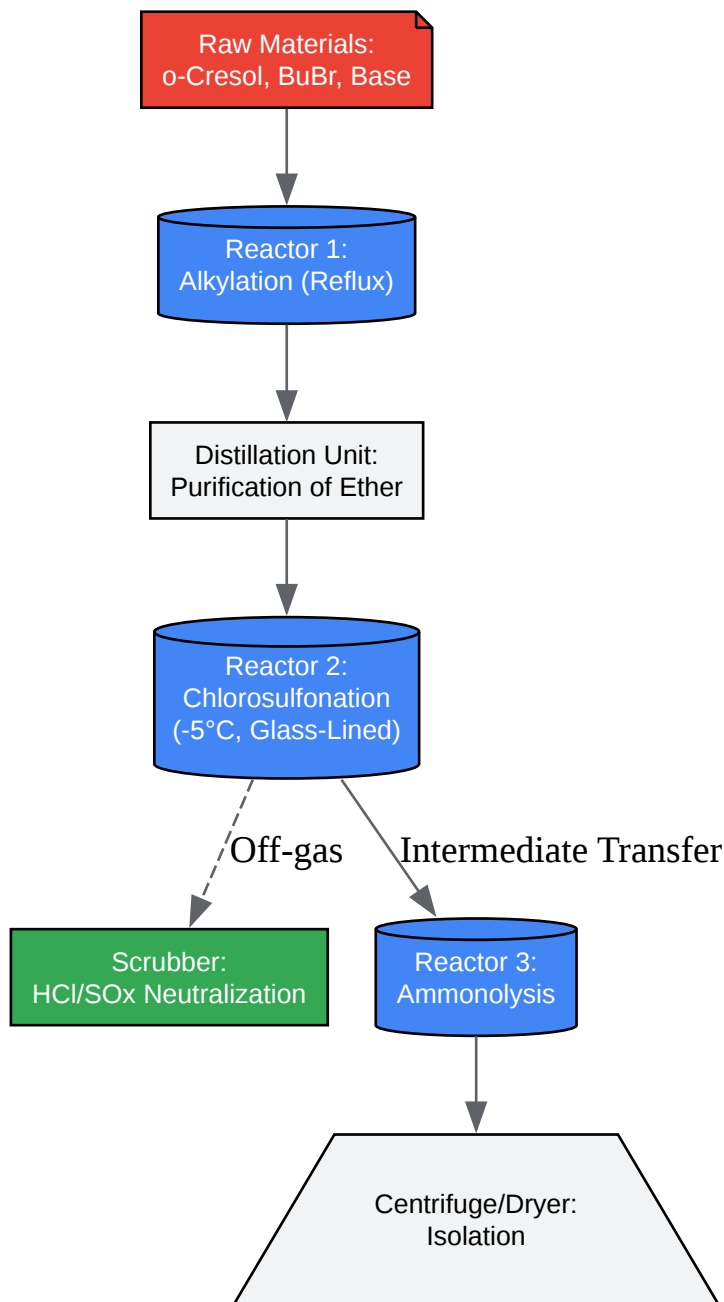 Raw Materials:
o-Cresol, BuBr, Base
Reactor 1:
Alkylation (Reflux)
Distillation Unit:
Purification of Ether
Reactor 2:
Chlorosulfonation
(-5°C, Glass-Lined)
Off-gas
Intermediate Transfer
Scrubber:
HCl/SOx Neutralization
Reactor 3:
Ammonolysis
Centrifuge/Dryer:
Isolation